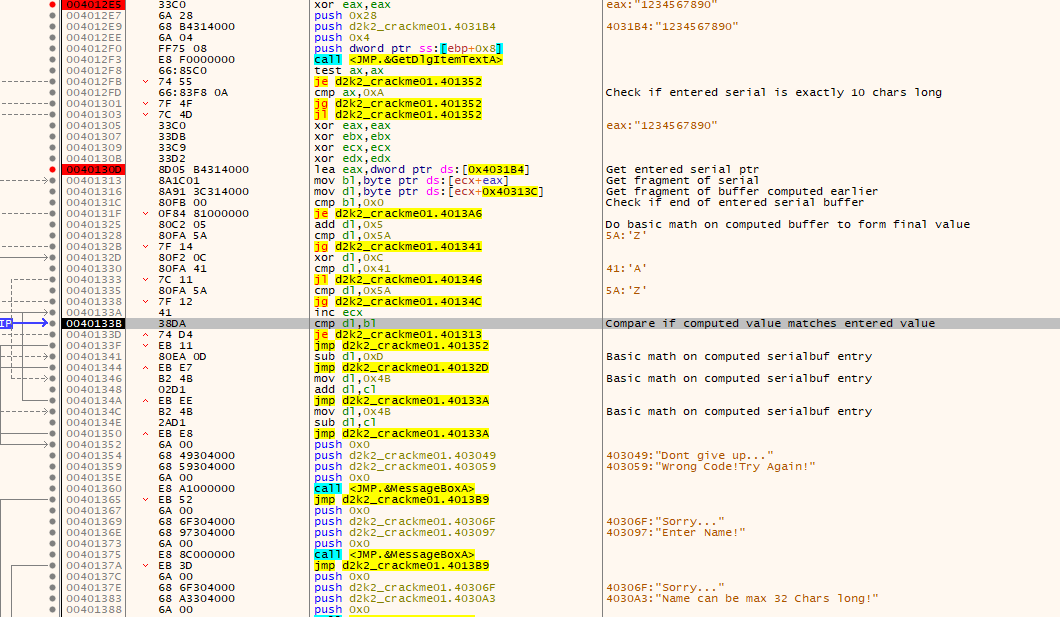 004012E5 33C0 xor eax,eax eax:"1234567890"
004012E7 6A 28 push 0x28
004012E9 68 B4314000 push d2k2_crackme01.4031B4 4031B4:"1234567890"
004012EE 6A 04 push 0x4
004012F0 FF75 08 push dword ptr ss:[ebp+0x8]
004012F3 E8 F0000000 call <JMP.&GetDlgItemTextA>
004012F8 66:85C0 test ax,ax
004012FB 74 55 je d2k2_crackme01.401352
004012FD 66:83F8 0A cmp ax,0xA Check if entered serial is exactly 10 chars long
00401301 7F 4F jg d2k2_crackme01.401352
00401303 7C 4D jl d2k2_crackme01.401352
00401305 33C0 xor eax,eax eax:"1234567890"
00401307 33DB xor ebx,ebx
00401309 33C9 xor ecx,ecx
0040130B 33D2 xor edx,edx
0040130D 8D05 B4314000 lea eax,dword ptr ds:[0x4031B4] Get entered serial ptr
00401313 8A1C01 mov bl,byte ptr ds:[ecx+eax] Get fragment of serial
00401316 8A91 3C314000 mov dl,byte ptr ds:[ecx+0x40313C] Get fragment of buffer computed earlier
0040131C 80FB 00 cmp bl,0x0 Check if end of entered serial buffer
0040131F 0F84 81000000 je d2k2_crackme01.4013A6
00401325 80C2 05 add dl,0x5 Do basic math on computed buffer to form final value
00401328 80FA 5A cmp dl,0x5A 5A:'Z'
0040132B 7F 14 jg d2k2_crackme01.401341
0040132D 80F2 0C xor dl,0xC
00401330 80FA 41 cmp dl,0x41 41:'A'
00401333 7C 11 jl d2k2_crackme01.401346
00401335 80FA 5A cmp dl,0x5A 5A:'Z'
00401338 7F 12 jg d2k2_crackme01.40134C
0040133A 41 inc ecx
IP 0040133B 38DA cmp dl,bl Compare if computed value matches entered value
0040133D 74 D4 je d2k2_crackme01.401313
0040133F EB 11 jmp d2k2_crackme01.401352
00401341 80EA 0D sub dl,0xD Basic math on computed serialbuf entry
00401344 EB E7 jmp d2k2_crackme01.40132D
00401346 B2 4B mov dl,0x4B Basic math on computed serialbuf entry
00401348 02D1 add dl,cl
0040134A EB EE jmp d2k2_crackme01.40133A
0040134C B2 4B mov dl,0x4B Basic math on computed serialbuf entry
0040134E 2AD1 sub dl,cl
00401350 EB E8 jmp d2k2_crackme01.40133A
00401352 6A 00 push 0x0
00401354 68 49304000 push d2k2_crackme01.403049 403049:"Dont give up..."
00401359 68 59304000 push d2k2_crackme01.403059 403059:"Wrong Code!Try Again!"
0040135E 6A 00 push 0x0
00401360 E8 A1000000 call <JMP.&MessageBoxA>
00401365 EB 52 jmp d2k2_crackme01.4013B9
00401367 6A 00 push 0x0
00401369 68 6F304000 push d2k2_crackme01.40306F 40306F:"Sorry..."
0040136E 68 97304000 push d2k2_crackme01.403097 403097:"Enter Name!"
00401373 6A 00 push 0x0
00401375 E8 8C000000 call <JMP.&MessageBoxA>
0040137A EB 3D jmp d2k2_crackme01.4013B9
0040137C 6A 00 push 0x0
0040137E 68 6F304000 push d2k2_crackme01.40306F 40306F:"Sorry..."
00401383 68 A3304000 push d2k2_crackme01.4030A3 4030A3:"Name can be max 32 Chars long!"
00401388 6A 00 push 0x0